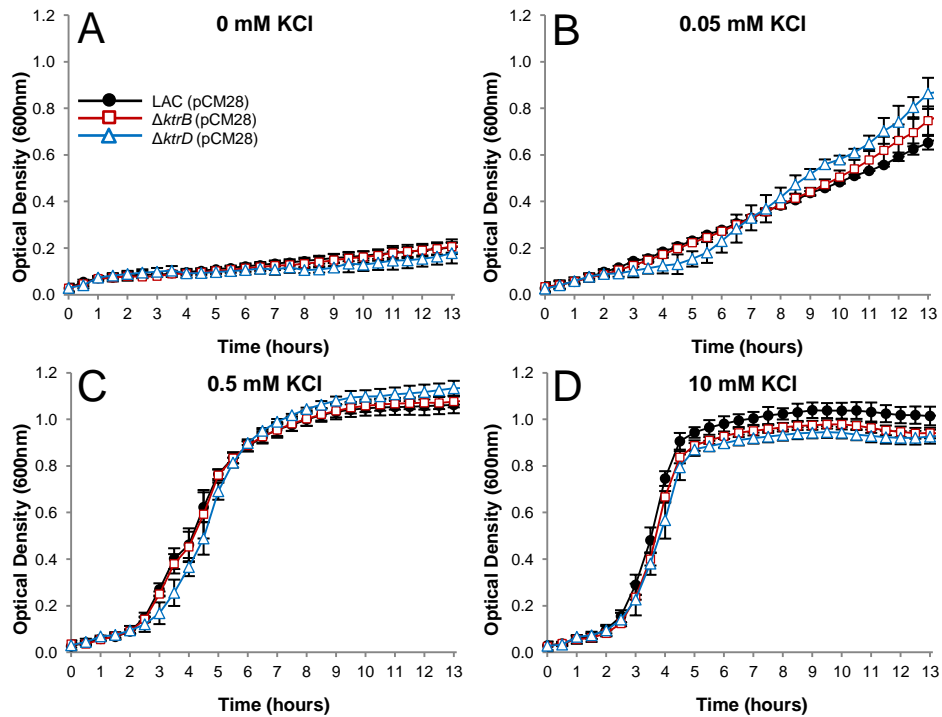 A
0 mM KCl
1.2
1.0
0.8
0.6
0.4
0.2
0.0
Optical Density (600nm)
LAC (pCM28)
ΔktrB (pCM28)
ΔktrD (pCM28)
0 1 2 3 4 5 6 7 8 9 10 11 12 13
Time (hours)
B
0.05 mM KCl
1.2
1.0
0.8
0.6
0.4
0.2
0.0
Optical Density (600nm)
0 1 2 3 4 5 6 7 8 9 10 11 12 13
Time (hours)
C
0.5 mM KCl
1.2
1.0
0.8
0.6
0.4
0.2
0.0
Optical Density (600nm)
0 1 2 3 4 5 6 7 8 9 10 11 12 13
Time (hours)
D
10 mM KCl
1.2
1.0
0.8
0.6
0.4
0.2
0.0
Optical Density (600nm)
0 1 2 3 4 5 6 7 8 9 10 11 12 13
Time (hours)